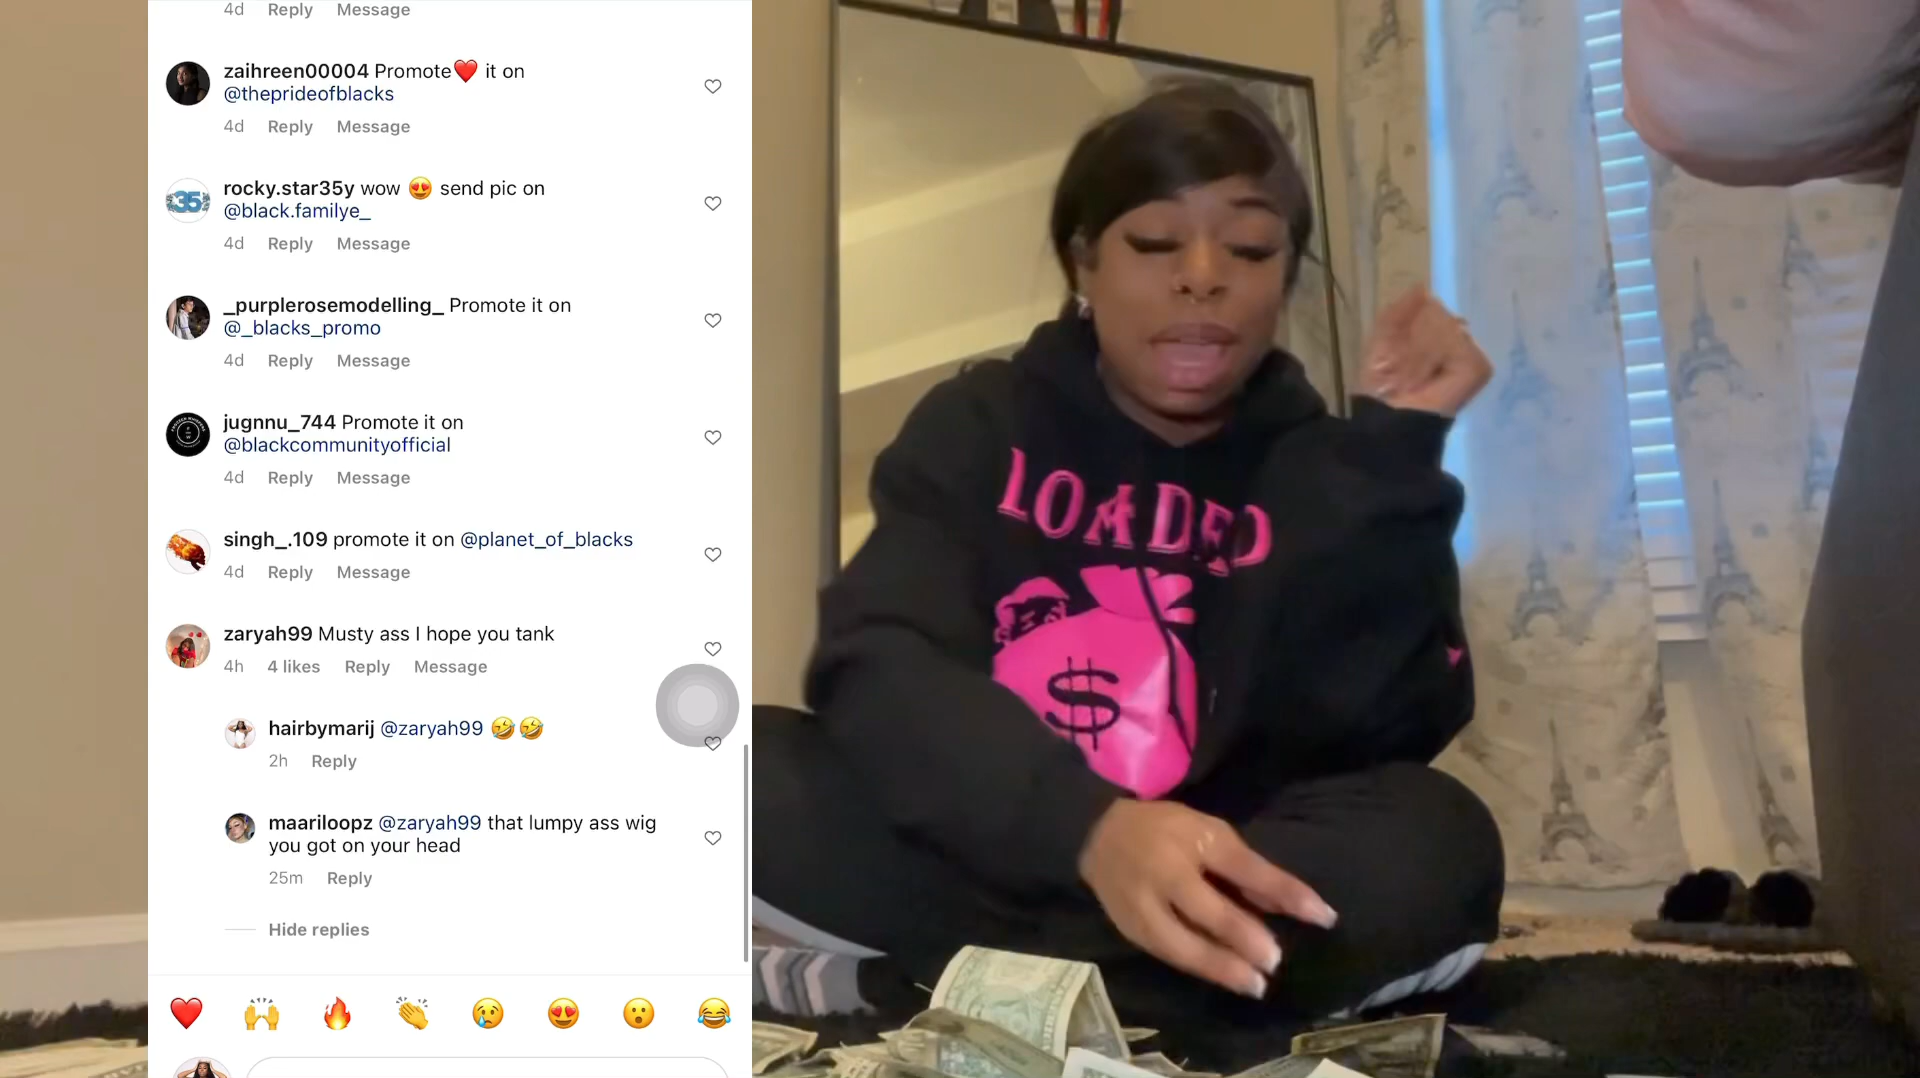 4d Reply Message
zaihreen00004 Promote❤️ it on
@theprideofblacks
4d Reply Message
35
rocky.star35y wow 😍 send pic on
@black.familye_
4d Reply Message
_purplerosemodelling_ Promote it on
@_blacks_promo
4d Reply Message
jugnnu_744 Promote it on
@blackcommunityofficial
4d Reply Message
singh_.109 promote it on @planet_of_blacks
4d Reply Message
zaryah99 Musty ass I hope you tank
4h 4 likes Reply Message
hairbymarij @zaryah99 🤣🤣
2h Reply
maariloopz @zaryah99 that lumpy ass wig
you got on your head
25m Reply
Hide replies
❤️ 🙌 🔥 👏 😢 😍 😮 😂
LOADED
$